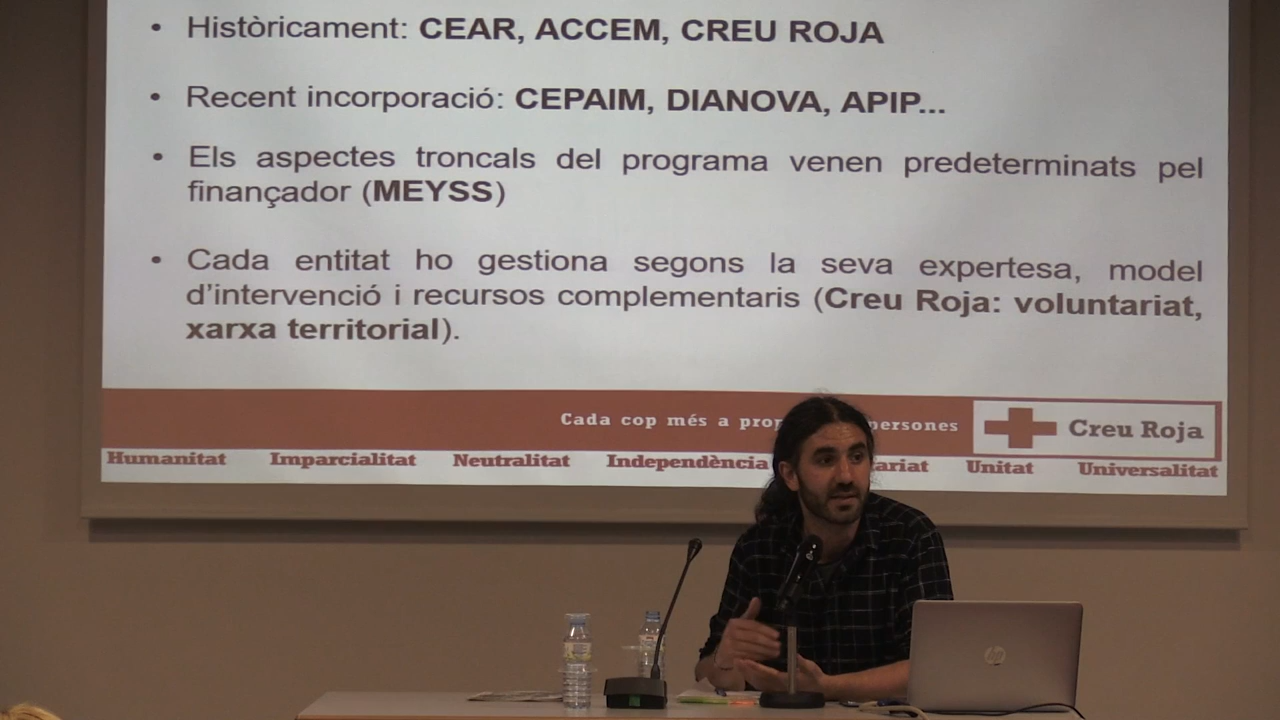 • Històricament: CEAR, ACCEM, CREU ROJA
• Recent incorporació: CEPAIM, DIANOVA, APIP...
• Els aspectes troncals del programa venen predeterminats pel
finançador (MEYSS)
• Cada entitat ho gestiona segons la seva expertesa, model
d'intervenció i recursos complementaris (Creu Roja: voluntariat,
xarxa territorial).
Cada cop més a prop persones
Creu Roja
Humanitat Imparcialitat Neutralitat Independència ariat Unitat Universalitat
hp